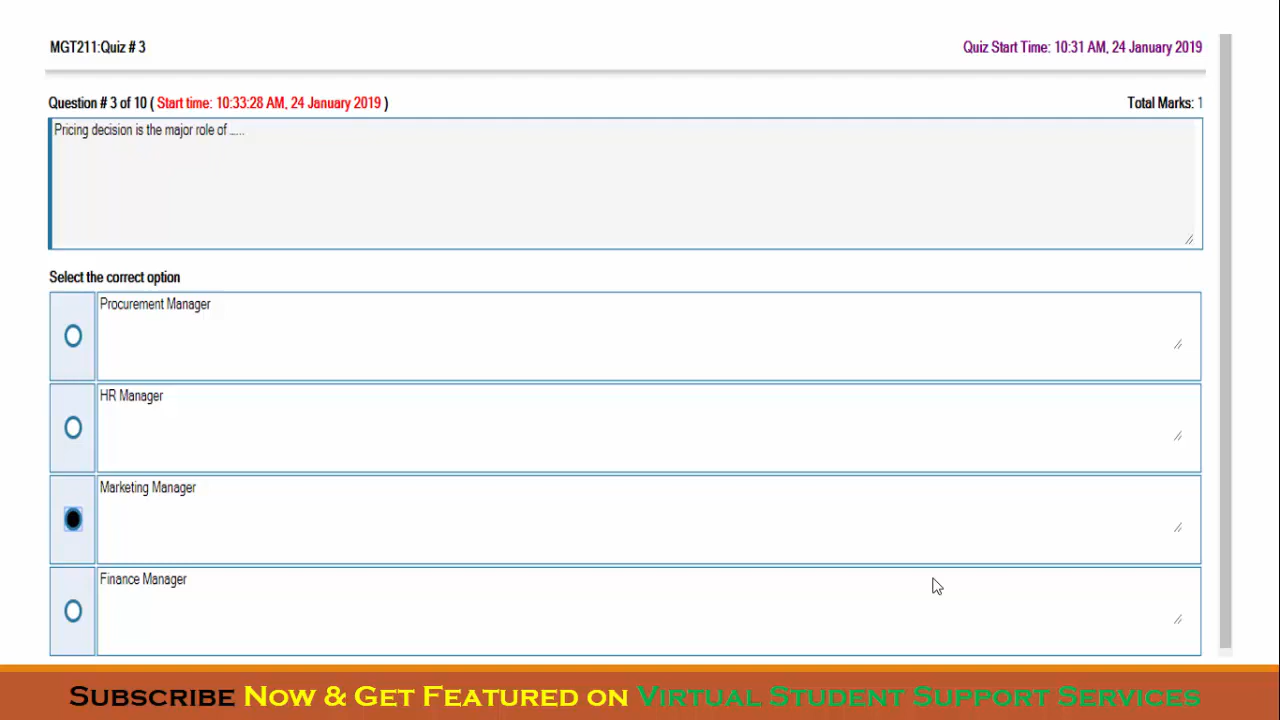 MGT211:Quiz # 3
Quiz Start Time: 10:31 AM, 24 January 2019
Question # 3 of 10 ( Start time: 10:33:28 AM, 24 January 2019 )
Total Marks: 1
Pricing decision is the major role of .....
Select the correct option
Procurement Manager
HR Manager
Marketing Manager
Finance Manager
SUBSCRIBE NOW & GET FEATURED ON VIRTUAL STUDENT SUPPORT SERVICES